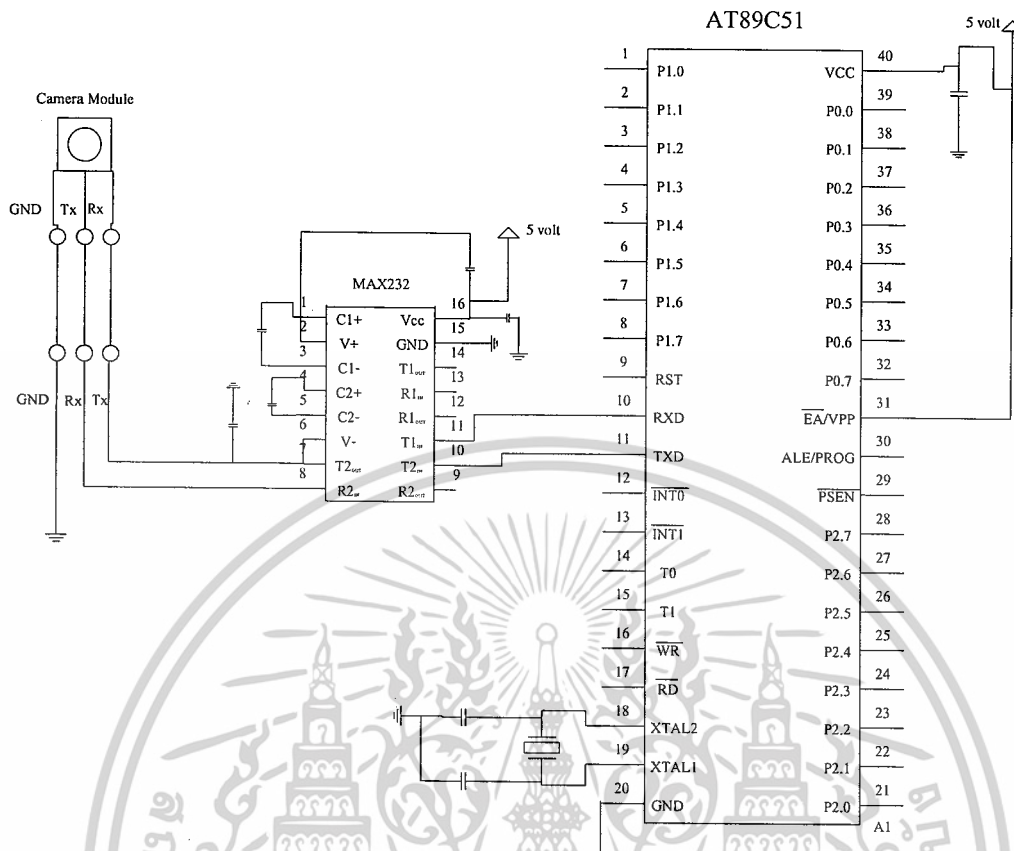 AT89C51
5 volt
Camera Module
GND Tx Rx
GND Rx Tx
5 volt
MAX232
1 C1+
2 V+
3 C1-
4 C2+
5 C2-
6 V-
7 T2OUT
8 R2IN
16 Vcc
15 GND
14 T1OUT
13 R1IN
12 R1OUT
11 T1IN
10 T2IN
9 R2OUT
1 P1.0
2 P1.1
3 P1.2
4 P1.3
5 P1.4
6 P1.5
7 P1.6
8 P1.7
9 RST
10 RXD
11 TXD
12 INT0
13 INT1
14 T0
15 T1
16 WR
17 RD
18 XTAL2
19 XTAL1
20 GND
40 VCC
39 P0.0
38 P0.1
37 P0.2
36 P0.3
35 P0.4
34 P0.5
33 P0.6
32 P0.7
31 EA/VPP
30 ALE/PROG
29 PSEN
28 P2.7
27 P2.6
26 P2.5
25 P2.4
24 P2.3
23 P2.2
22 P2.1
21 P2.0
A1